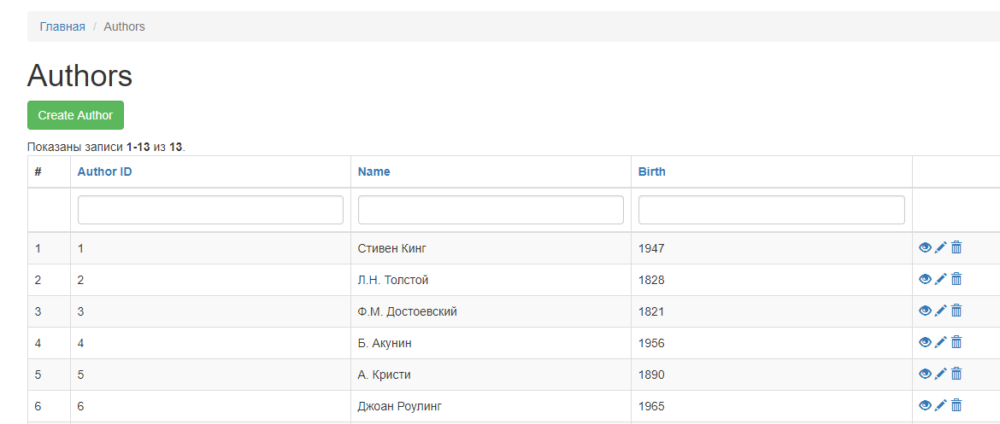 Главная / Authors
Authors
Create Author
Показаны записи 1-13 из 13.
# Author ID Name Birth
1 1 Стивен Кинг 1947
2 2 Л.Н. Толстой 1828
3 3 Ф.М. Достоевский 1821
4 4 Б. Акунин 1956
5 5 А. Кристи 1890
6 6 Джоан Роулинг 1965